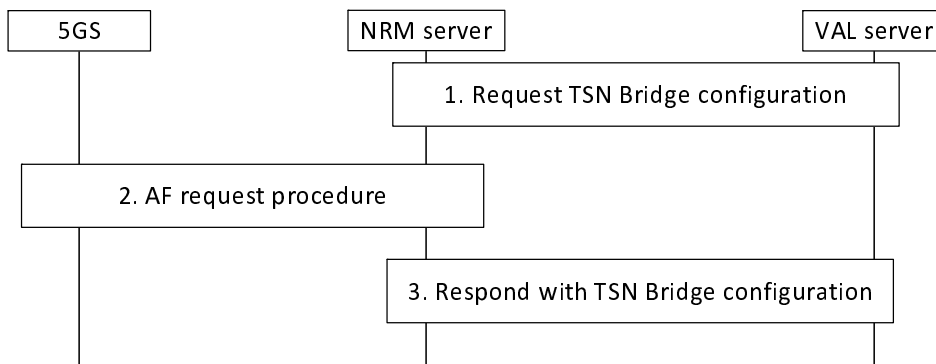 5GS
NRM server
VAL server
1. Request TSN Bridge configuration
2. AF request procedure
3. Respond with TSN Bridge configuration